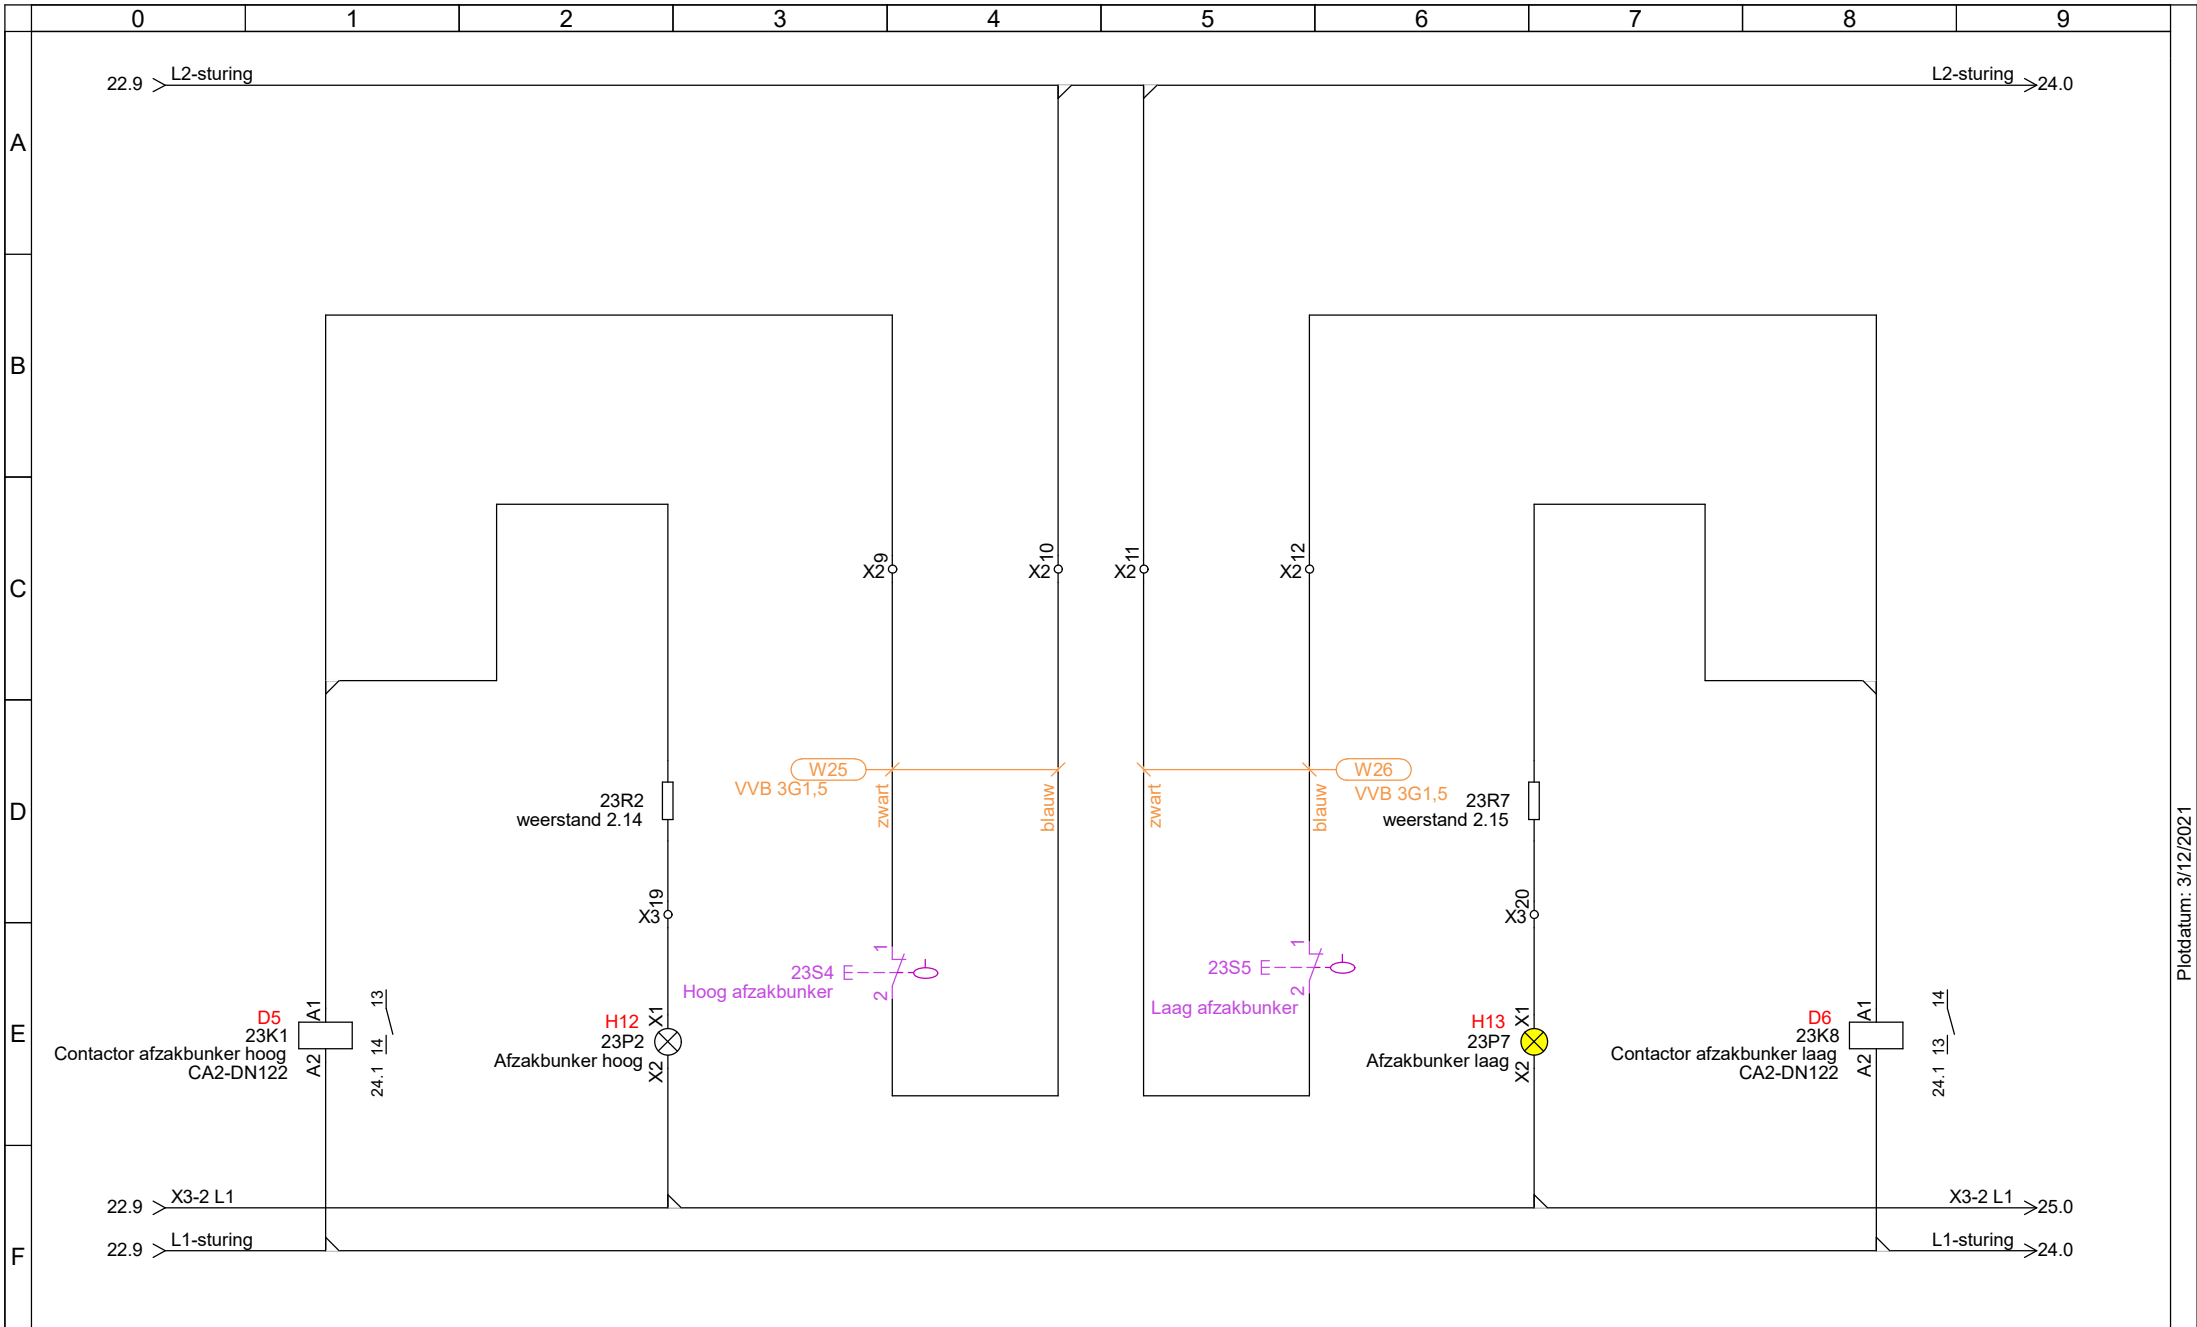 0 1 2 3 4 5 6 7 8 9
22.9 L2-sturing L2-sturing 24.0
A
B
C
X2 9
X2 10
X2 11
X2 12
D
W25
VVB 3G1,5
zwart
blauw
zwart
blauw
W26
VVB 3G1,5
23R2
weerstand 2.14
23R7
weerstand 2.15
X3 19
X3 20
E
23S4
Hoog afzakbunker
1
2
23S5
Laag afzakbunker
1
2
D5
23K1
Contactor afzakbunker hoog
CA2-DN122
A1
A2
13
24.1 14
H12
23P2
Afzakbunker hoog
X1
X2
H13
23P7
Afzakbunker laag
X1
X2
D6
23K8
Contactor afzakbunker laag
CA2-DN122
A1
A2
14
24.1 13
22.9 X3-2 L1 X3-2 L1 25.0
22.9 L1-sturing L1-sturing 24.0
F
Plotdatum: 3/12/2021